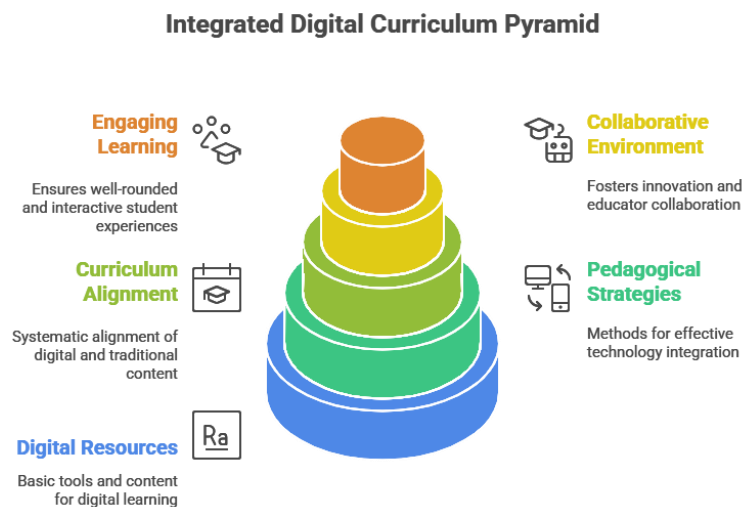 Integrated Digital Curriculum Pyramid
Engaging
Learning
Ensures well-rounded
and interactive student
experiences
Collaborative
Environment
Fosters innovation and
educator collaboration
Curriculum
Alignment
Systematic alignment of
digital and traditional
content
Pedagogical
Strategies
Methods for effective
technology integration
Digital Resources
Ra
Basic tools and content
for digital learning